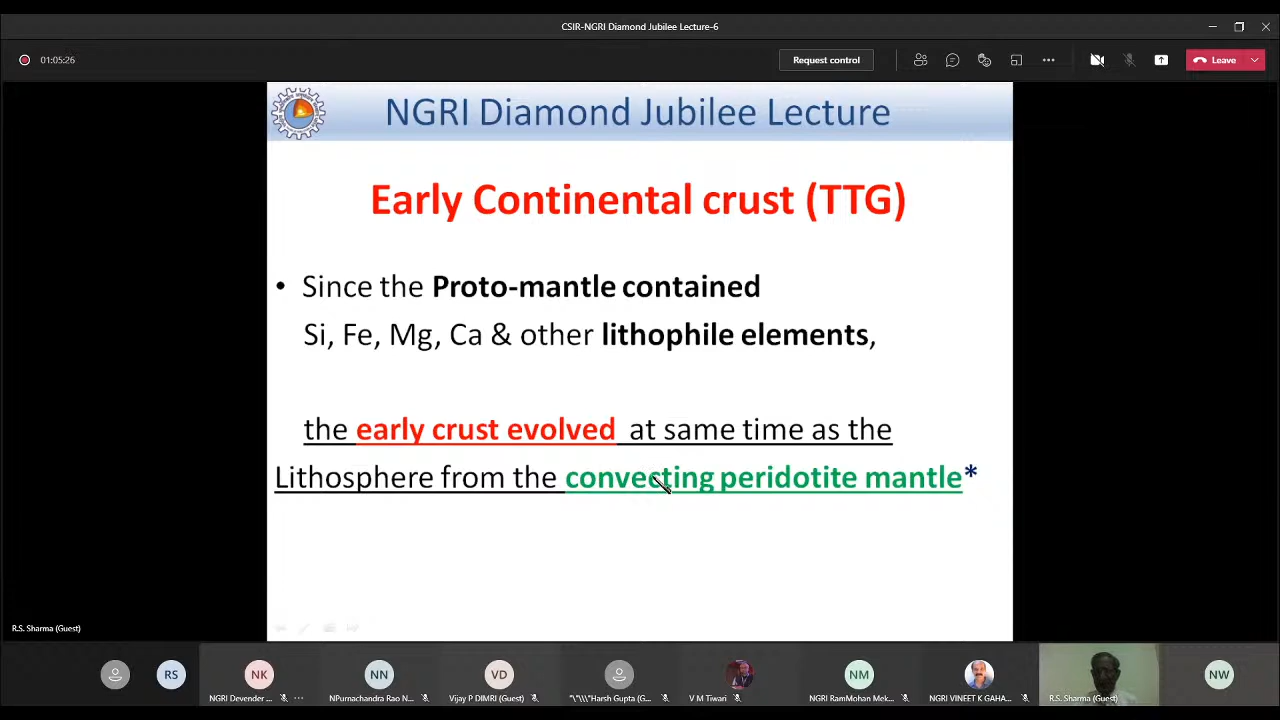 CSIR-NGRI Diamond Jubilee Lecture-6
01:05:26
Request control
Leave
NGRI Diamond Jubilee Lecture
Early Continental crust (TTG)
• Since the Proto-mantle contained
Si, Fe, Mg, Ca & other lithophile elements,
the early crust evolved at same time as the
Lithosphere from the convecting peridotite mantle*
R.S. Sharma (Guest)
RS
NK
NN
VD
NM
NW
NGRI Devender ...
NPurnachandra Rao N...
Vijay P DIMRI (Guest)
"\"\\\\"Harsh Gupta (G...
V M Tiwari
NGRI RamMohan Mek...
NGRI VINEET K GAHA...
R.S. Sharma (Guest)